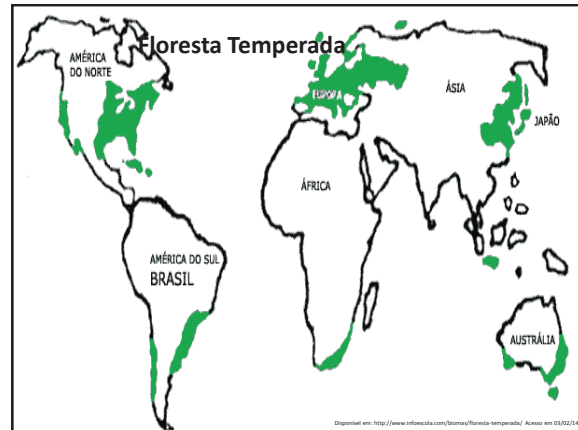 Floresta Temperada
AMÉRICA
DO NORTE
EUROPA
ÁSIA
JAPÃO
ÁFRICA
AMÉRICA DO SUL
BRASIL
AUSTRÁLIA
Disponível em: http://www.infoescola.com/biomas/floresta-temperada/ Acesso em 03/02/14